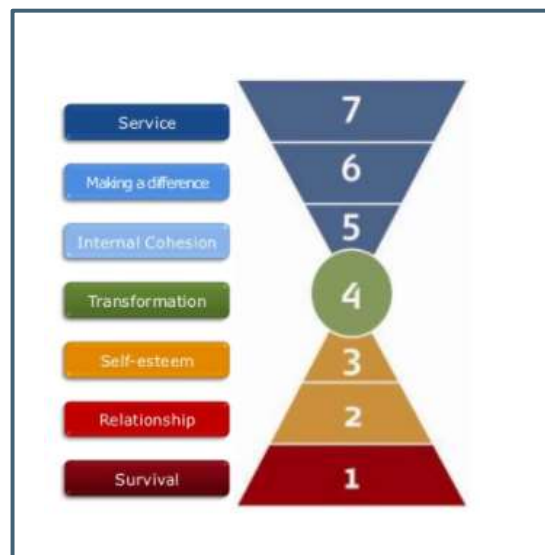 Service
7
Making a difference
6
Internal Cohesion
5
Transformation
4
Self-esteem
3
Relationship
2
Survival
1